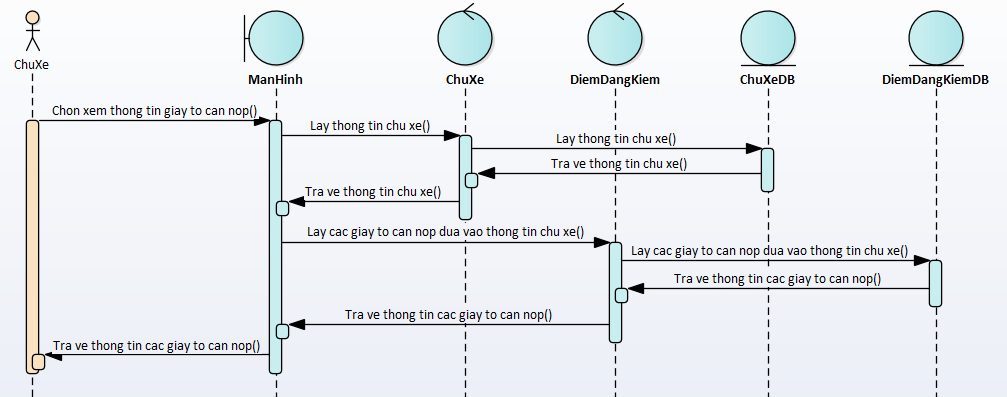 ChuXe
ManHinh
ChuXe
DiemDangKiem
ChuXeDB
DiemDangKiemDB
Chon xem thong tin giay to can nop()
Lay thong tin chu xe()
Lay thong tin chu xe()
Tra ve thong tin chu xe()
Tra ve thong tin chu xe()
Lay cac giay to can nop dua vao thong tin chu xe()
Lay cac giay to can nop dua vao thong tin chu xe()
Tra ve thong tin cac giay to can nop()
Tra ve thong tin cac giay to can nop()
Tra ve thong tin cac giay to can nop()